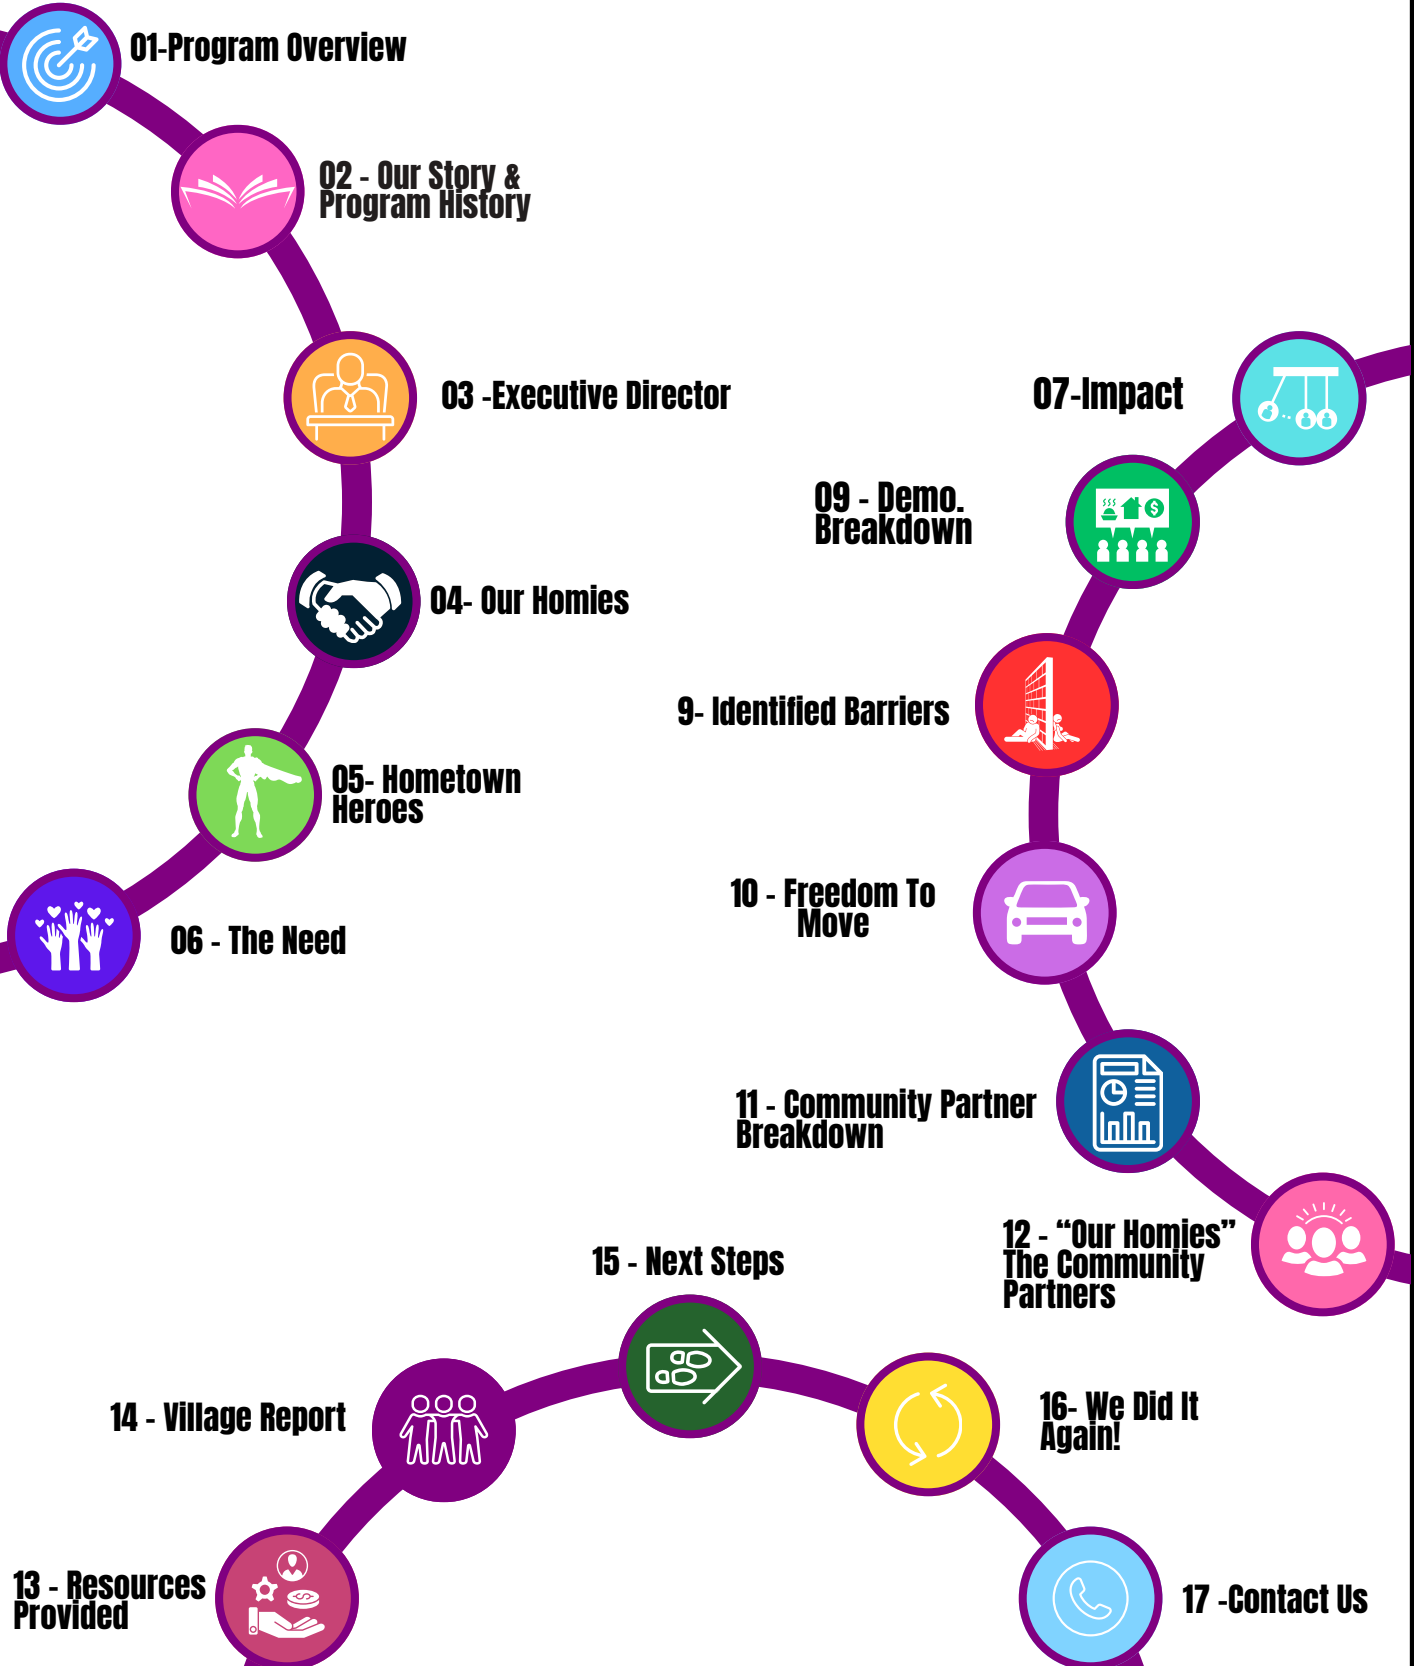 01-Program Overview
02 - Our Story &
Program History
03 -Executive Director
04- Our Homies
05- Hometown
Heroes
06 - The Need
07-Impact
09 - Demo.
Breakdown
9- Identified Barriers
10 - Freedom To
Move
11 - Community Partner
Breakdown
12 - “Our Homies”
The Community
Partners
13 - Resources
Provided
14 - Village Report
15 - Next Steps
16- We Did It
Again!
17 -Contact Us